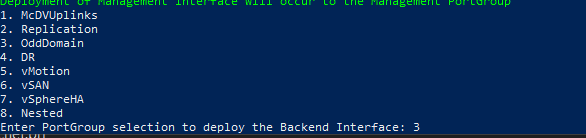 Deployment of Management Interface Will occur to the Management PortGroup
1. McDVUplinks
2. Replication
3. OddDomain
4. DR
5. vMotion
6. vSAN
7. vSphereHA
8. Nested
Enter PortGroup selection to deploy the Backend Interface: 3